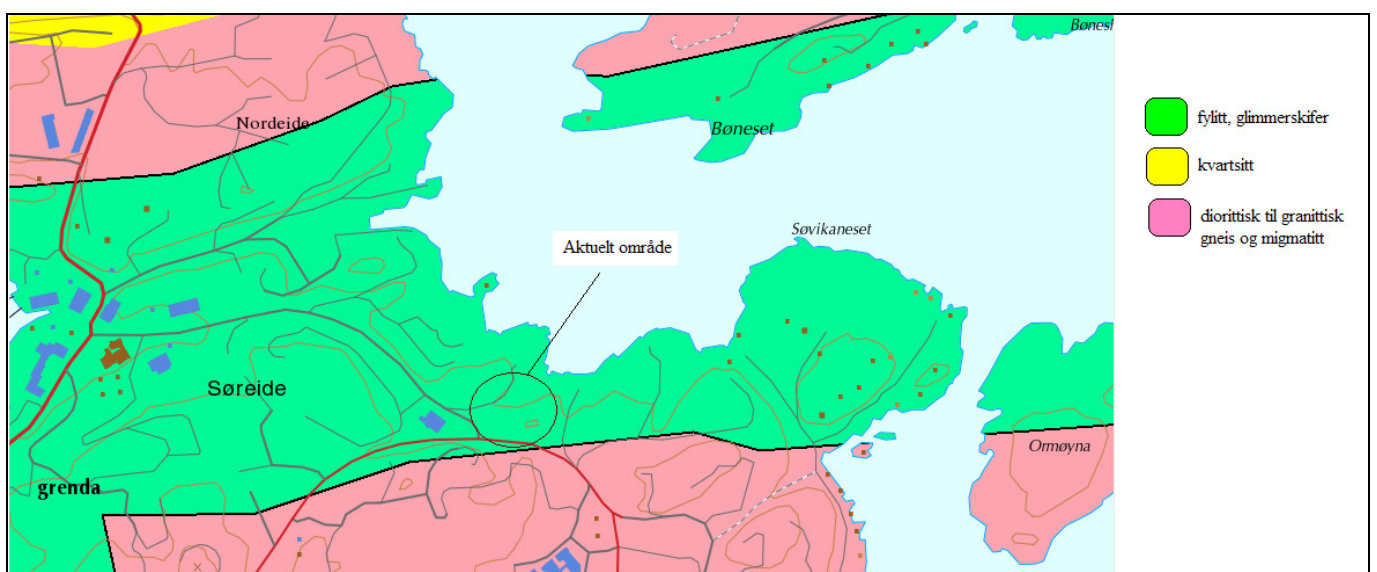 Bønesl
Nordeide
Bøneset
fylitt, glimmerskifer
kvartsitt
diorittisk til granittisk
gneis og migmatitt
Søvikaneset
Aktuelt område
Søreide
Ormøyna
grenda